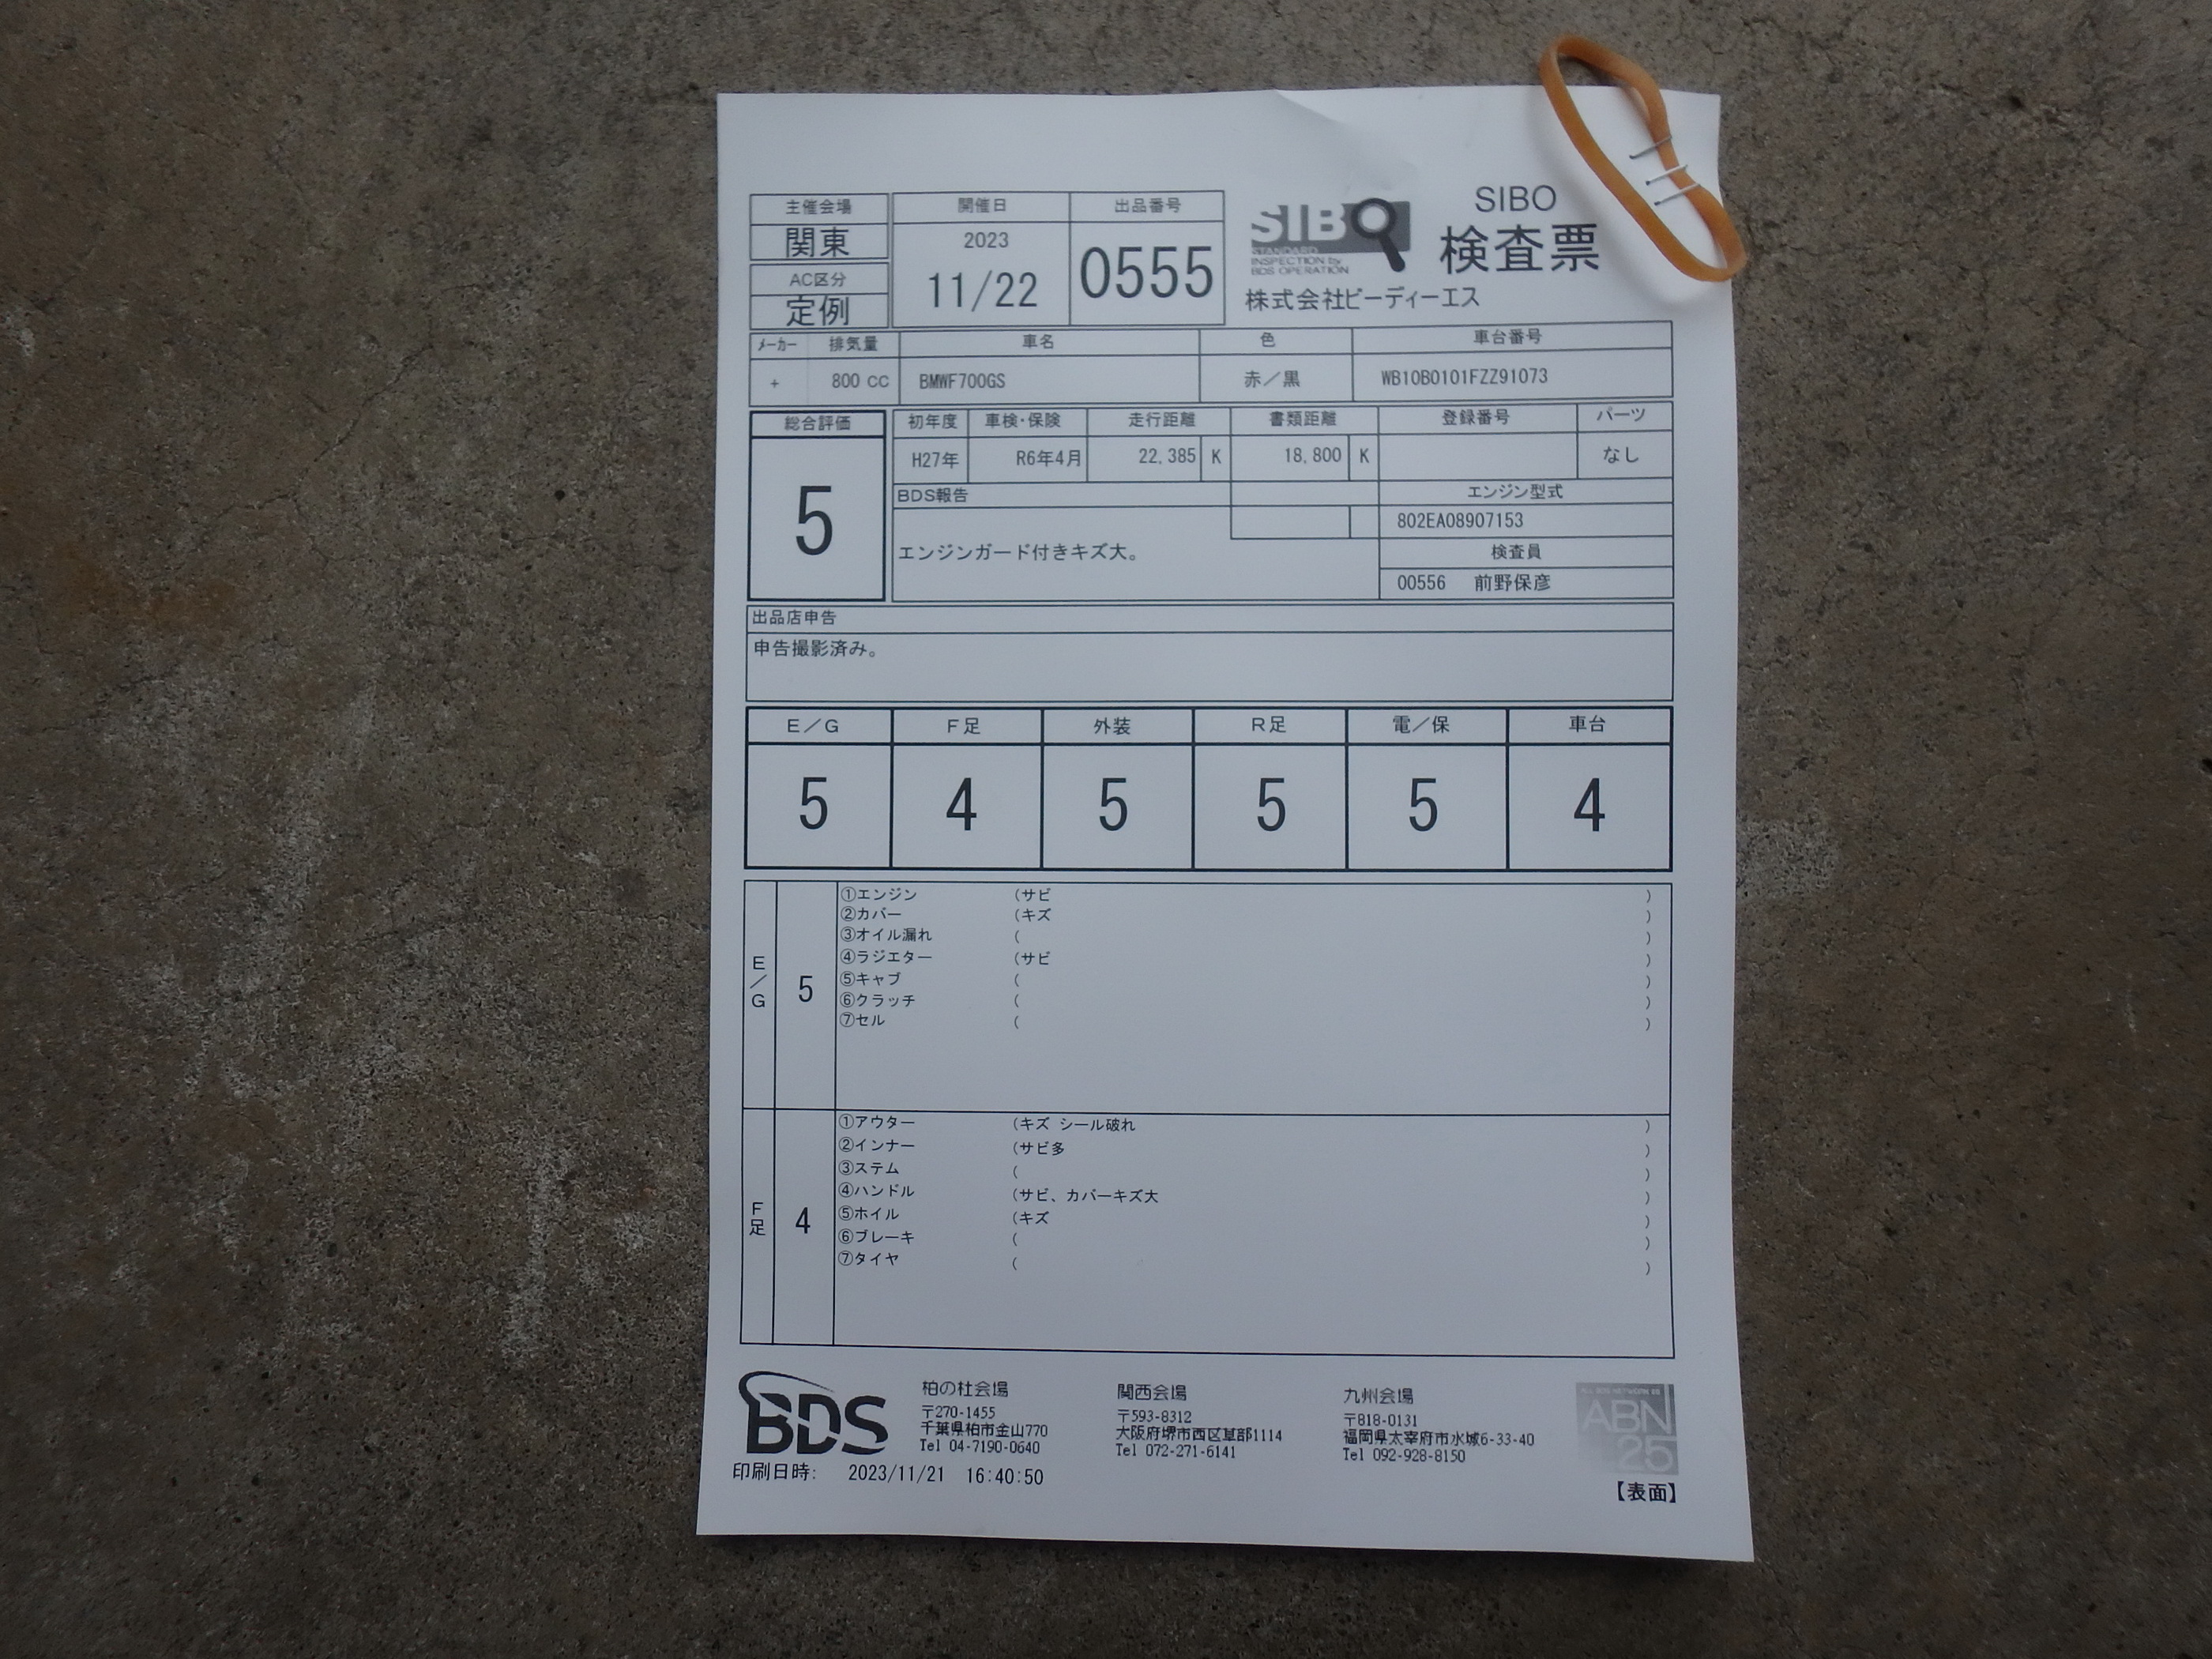 主催会場 開催日 出品番号
関東 2023 11/22 0555
AC区分
定例
SIBO
STANDARD
INSPECTION by
BDS OPERATION
SIBO
検査票
株式会社ビーディーエス
メーカー 排気量 車名 色 車台番号
+ 800 CC BMWF700GS 赤／黒 WB10B0101FZZ91073
総合評価 初年度 車検・保険 走行距離 書類距離 登録番号 パーツ
5 H27年 R6年4月 22,385 K 18,800 K なし
BDS報告 エンジン型式
802EA08907153
エンジンガード付きキズ大。 検査員
00556 前野保彦
出品店申告
申告撮影済み。
E／G F足 外装 R足 電／保 車台
5 4 5 5 5 4
E／G 5
①エンジン (サビ )
②カバー (キズ )
③オイル漏れ ( )
④ラジエター (サビ )
⑤キャブ ( )
⑥クラッチ ( )
⑦セル ( )
F足 4
①アウター (キズ シール破れ )
②インナー (サビ多 )
③ステム ( )
④ハンドル (サビ、カバーキズ大 )
⑤ホイル (キズ )
⑥ブレーキ ( )
⑦タイヤ ( )
BDS
柏の杜会場
〒270-1455
千葉県柏市金山770
Tel 04-7190-0640
関西会場
〒593-8312
大阪府堺市西区草部1114
Tel 072-271-6141
九州会場
〒818-0131
福岡県太宰府市水城6-33-40
Tel 092-928-8150
ABN
25
印刷日時: 2023/11/21 16:40:50
【表面】